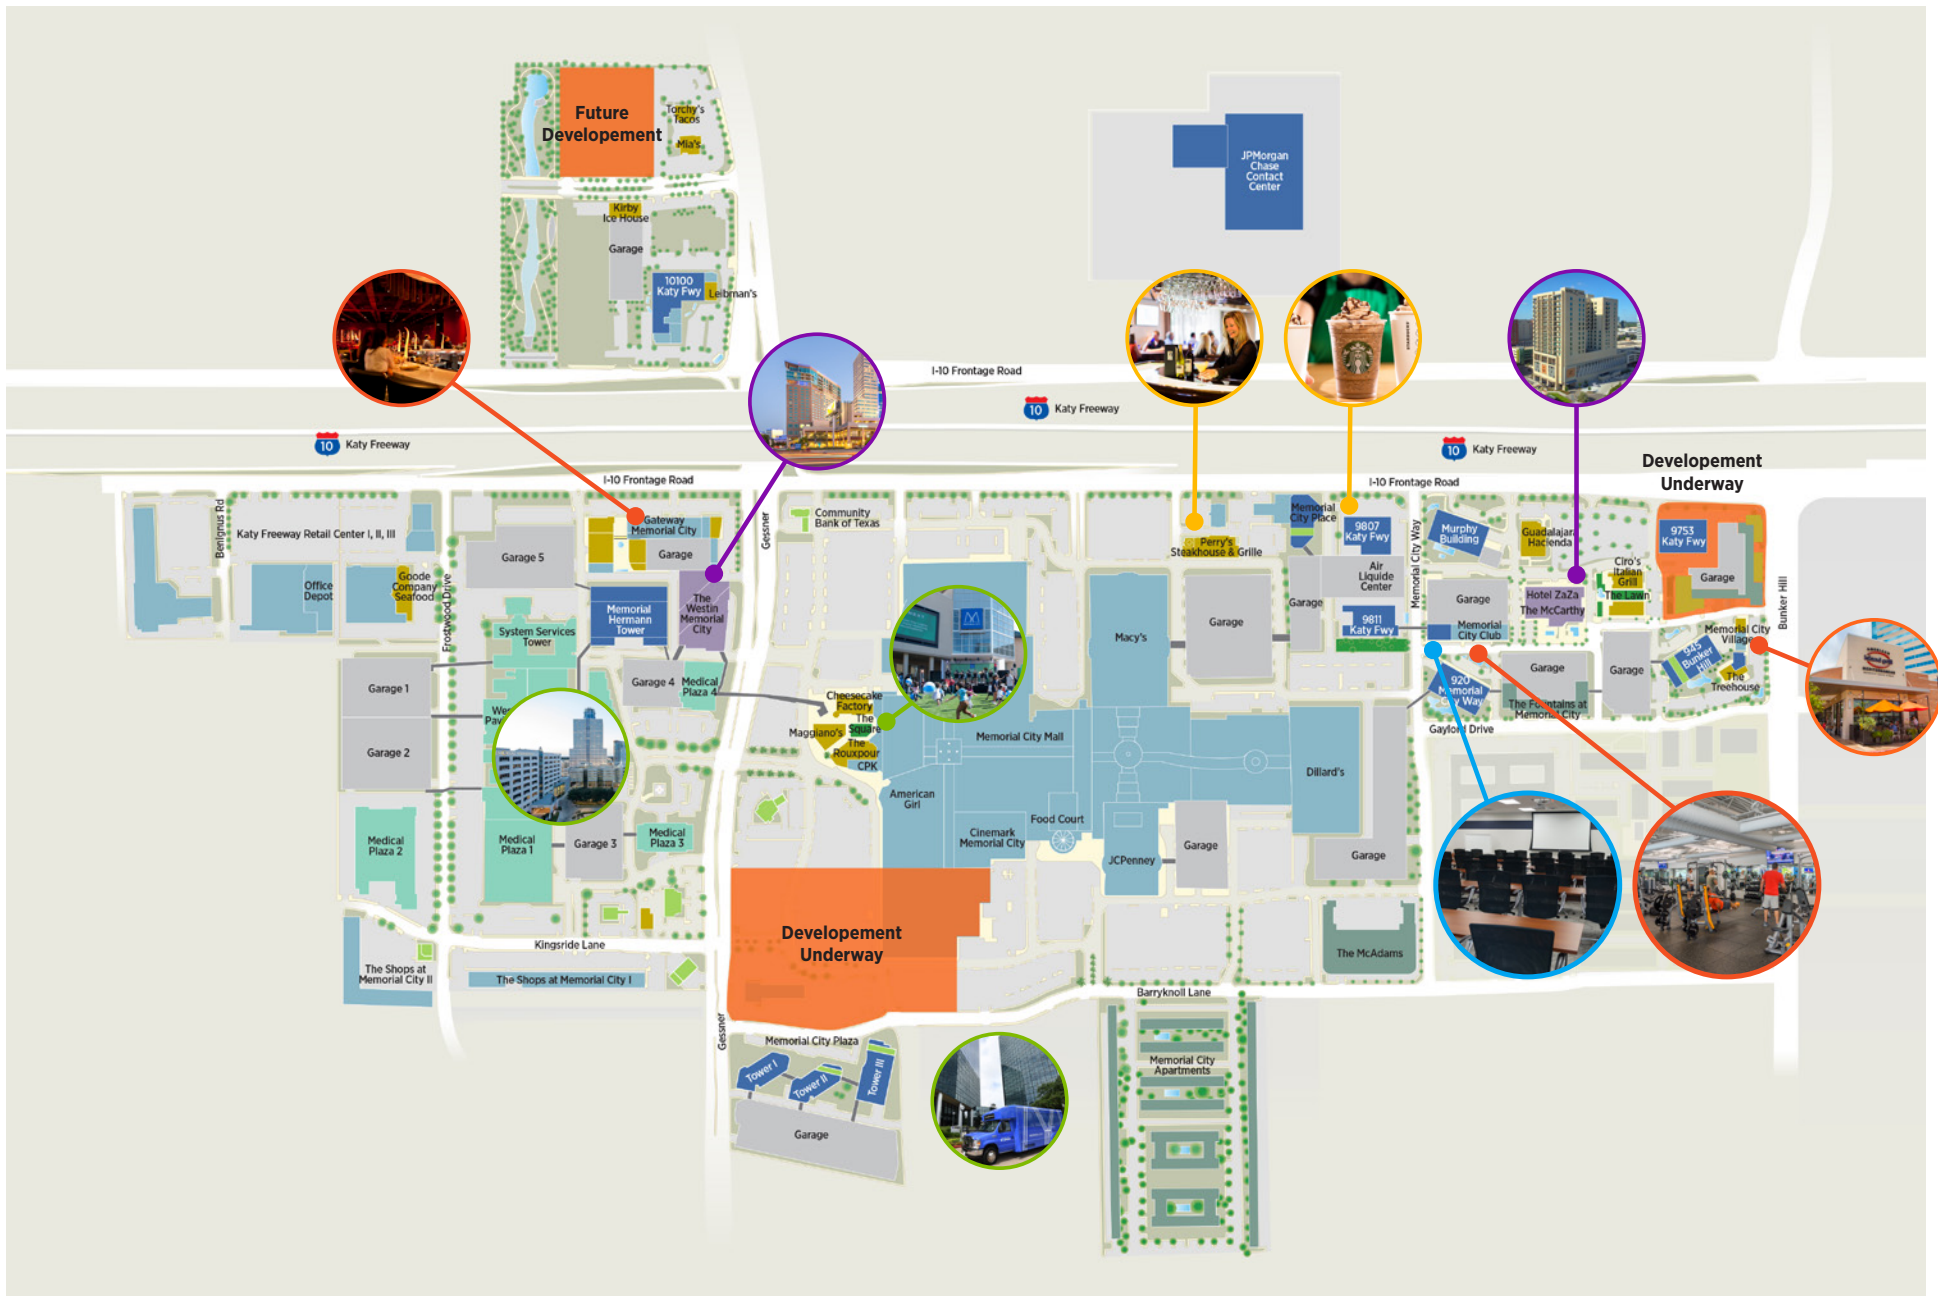 Future
Developement
Torchy's
Tacos
Mia's
Kirby
Ice House
Garage
10100
Katy Fwy
Leibman's
JPMorgan
Chase
Contact
Center
I-10 Frontage Road
10 Katy Freeway
10 Katy Freeway
10 Katy Freeway
I-10 Frontage Road
I-10 Frontage Road
Developement
Underway
Benignus Rd
Katy Freeway Retail Center I, II, III
Office
Depot
Goode
Company
Seafood
Frostwood Drive
Garage 5
Gateway
Memorial City
Garage
The
Westin
Memorial
City
Memorial
Hermann
Tower
System Services
Tower
Gessner
Community
Bank of Texas
Perry's
Steakhouse & Grille
Memorial
City Place
9807
Katy Fwy
Air
Liquide
Center
Garage
9811
Katy Fwy
Memorial City Way
Murphy
Building
Guadalajara
Hacienda
Garage
Memorial
City Club
Hotel ZaZa
The McCarthy
Ciro's
Italian
Grill
The Lawn
9753
Katy Fwy
Garage
Bunker Hill
Memorial City
Village
945
Bunker
Hill
The
Treehouse
Garage
Garage
The Fountains at
Memorial City
920
Memorial
City Way
Gaylord Drive
Macy's
Garage
Garage 1
Garage 2
Garage 4
Medical
Plaza 4
Cheesecake
Factory
The
Square
Maggiano's
The
Rouxpour
CPK
Memorial City Mall
American
Girl
Cinemark
Memorial City
Food Court
JCPenney
Garage
Dillard's
Garage
Medical
Plaza 2
Medical
Plaza 1
Garage 3
Medical
Plaza 3
Developement
Underway
The McAdams
Kingsride Lane
The Shops at
Memorial City II
The Shops at Memorial City I
Barryknoll Lane
Gessner
Memorial City Plaza
Tower I
Tower II
Tower III
Garage
Memorial City
Apartments